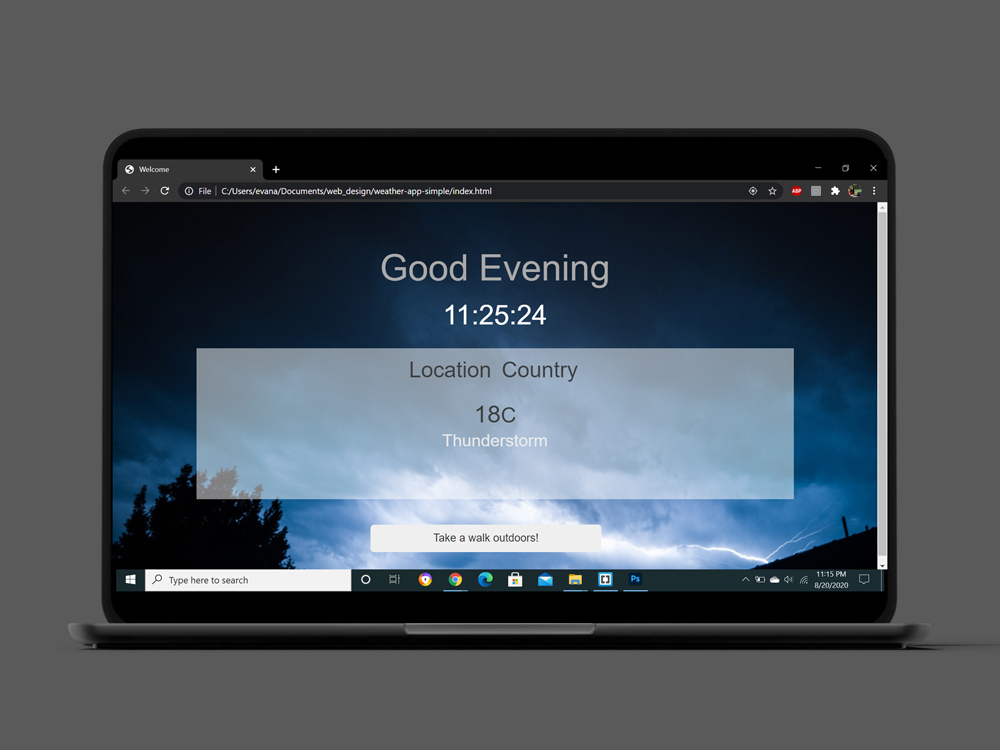 Welcome
File C:/Users/evana/Documents/web_design/weather-app-simple/index.html
ABP
Good Evening
11:25:24
Location Country
18C
Thunderstorm
Take a walk outdoors!
Type here to search
Ps
11:15 PM
8/20/2020